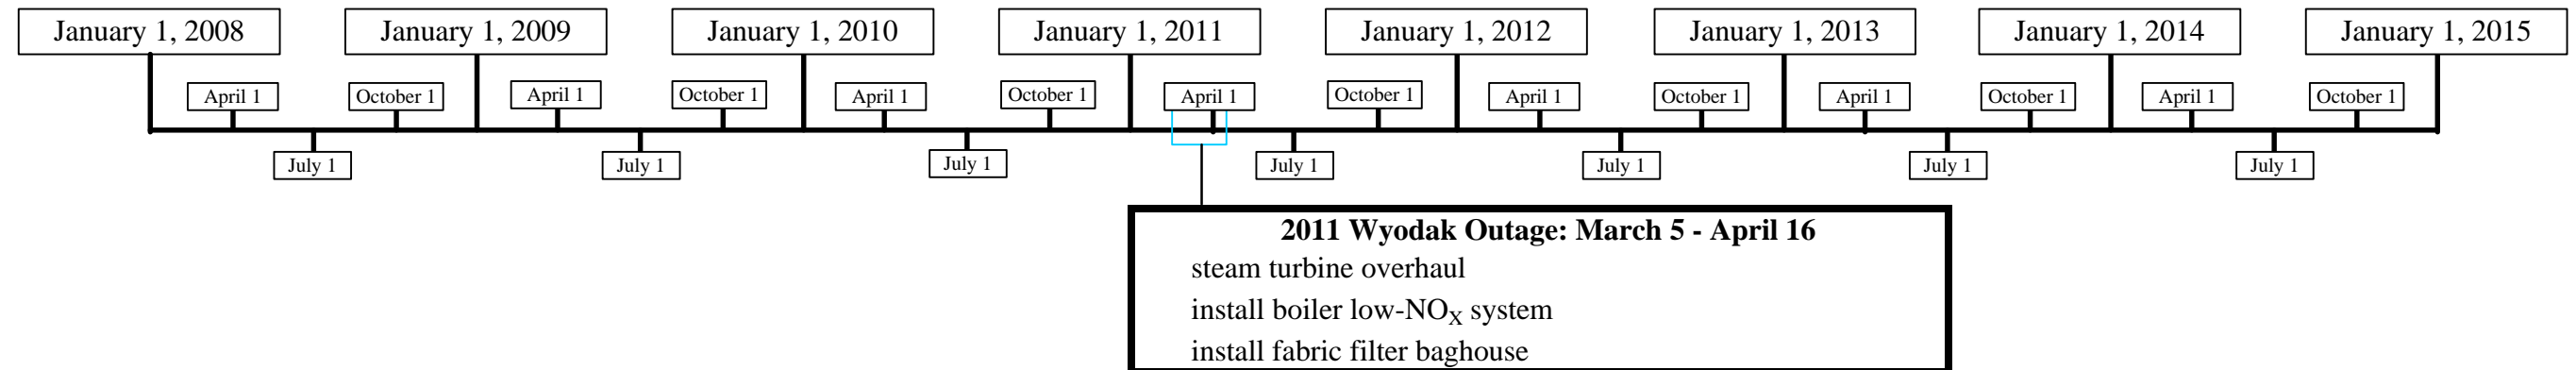 January 1, 2008
January 1, 2009
January 1, 2010
January 1, 2011
January 1, 2012
January 1, 2013
January 1, 2014
January 1, 2015
April 1
October 1
April 1
October 1
April 1
October 1
April 1
October 1
April 1
October 1
April 1
October 1
April 1
October 1
July 1
July 1
July 1
July 1
July 1
July 1
July 1
2011 Wyodak Outage: March 5 - April 16
steam turbine overhaul
install boiler low-NOX system
install fabric filter baghouse